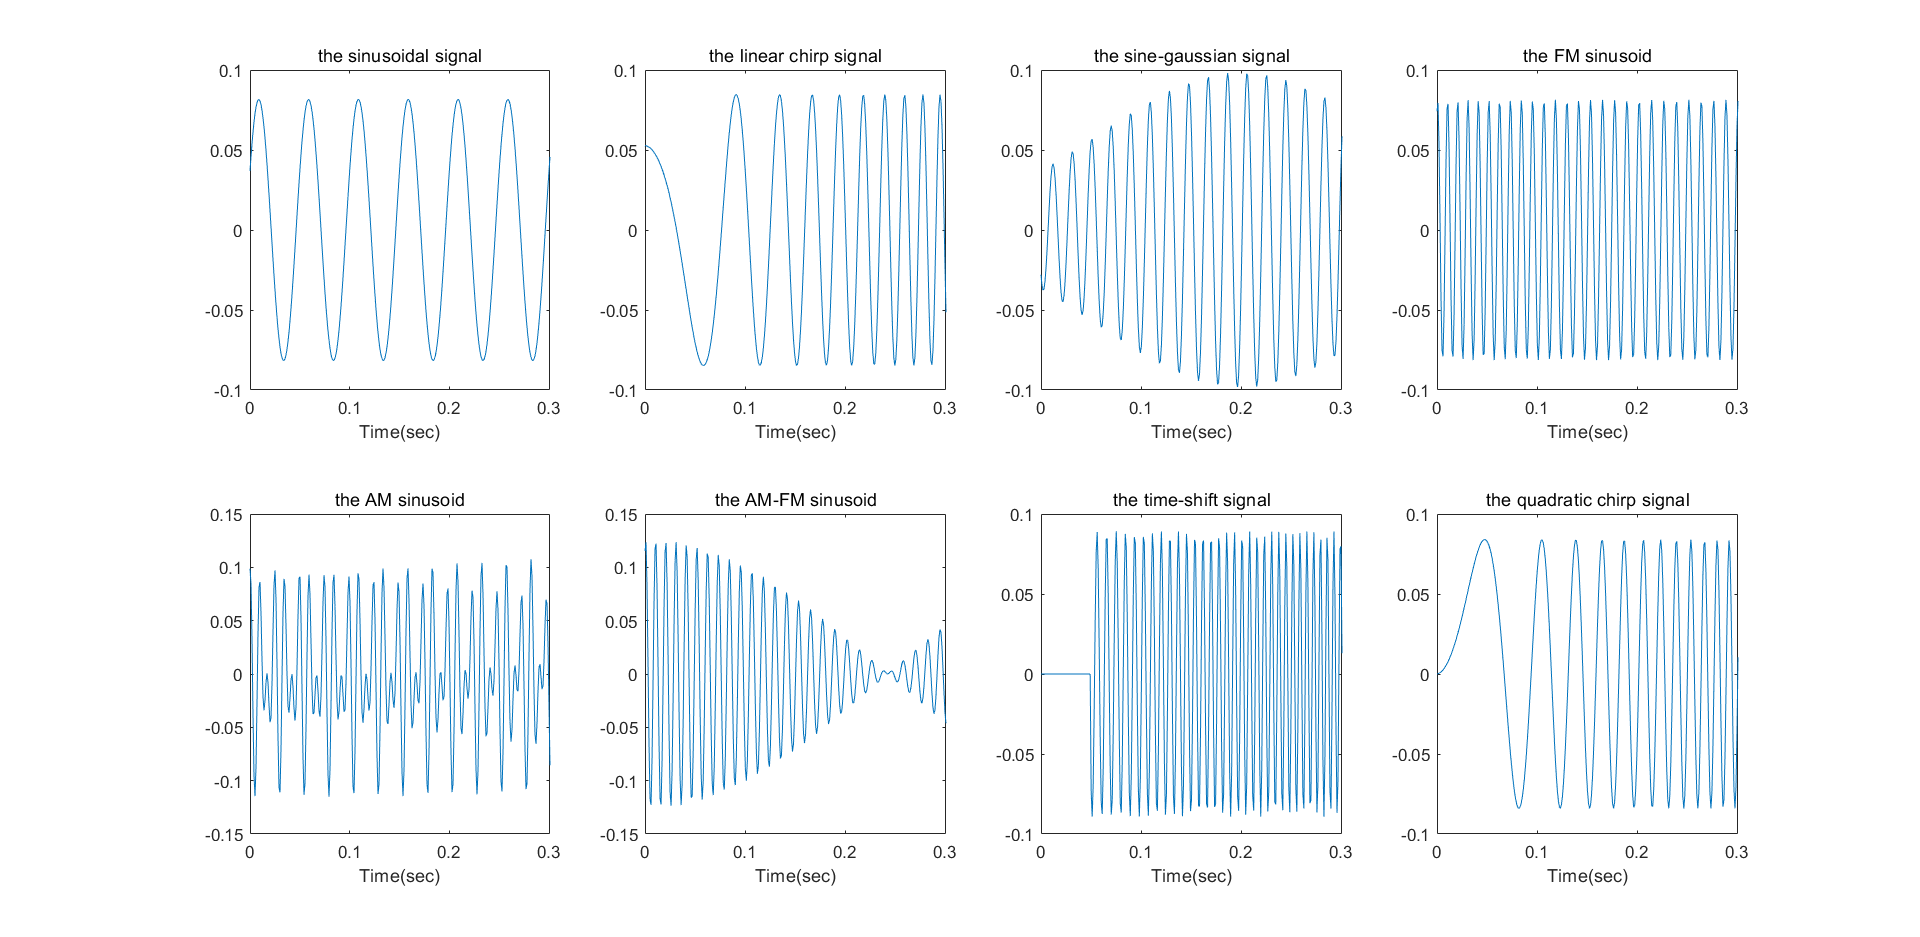 the sinusoidal signal
0.1
0.05
0
-0.05
-0.1
0 0.1 0.2 0.3
Time(sec)
the linear chirp signal
0.1
0.05
0
-0.05
-0.1
0 0.1 0.2 0.3
Time(sec)
the sine-gaussian signal
0.1
0.05
0
-0.05
-0.1
0 0.1 0.2 0.3
Time(sec)
the FM sinusoid
0.1
0.05
0
-0.05
-0.1
0 0.1 0.2 0.3
Time(sec)
the AM sinusoid
0.15
0.1
0.05
0
-0.05
-0.1
-0.15
0 0.1 0.2 0.3
Time(sec)
the AM-FM sinusoid
0.15
0.1
0.05
0
-0.05
-0.1
-0.15
0 0.1 0.2 0.3
Time(sec)
the time-shift signal
0.1
0.05
0
-0.05
-0.1
0 0.1 0.2 0.3
Time(sec)
the quadratic chirp signal
0.1
0.05
0
-0.05
-0.1
0 0.1 0.2 0.3
Time(sec)